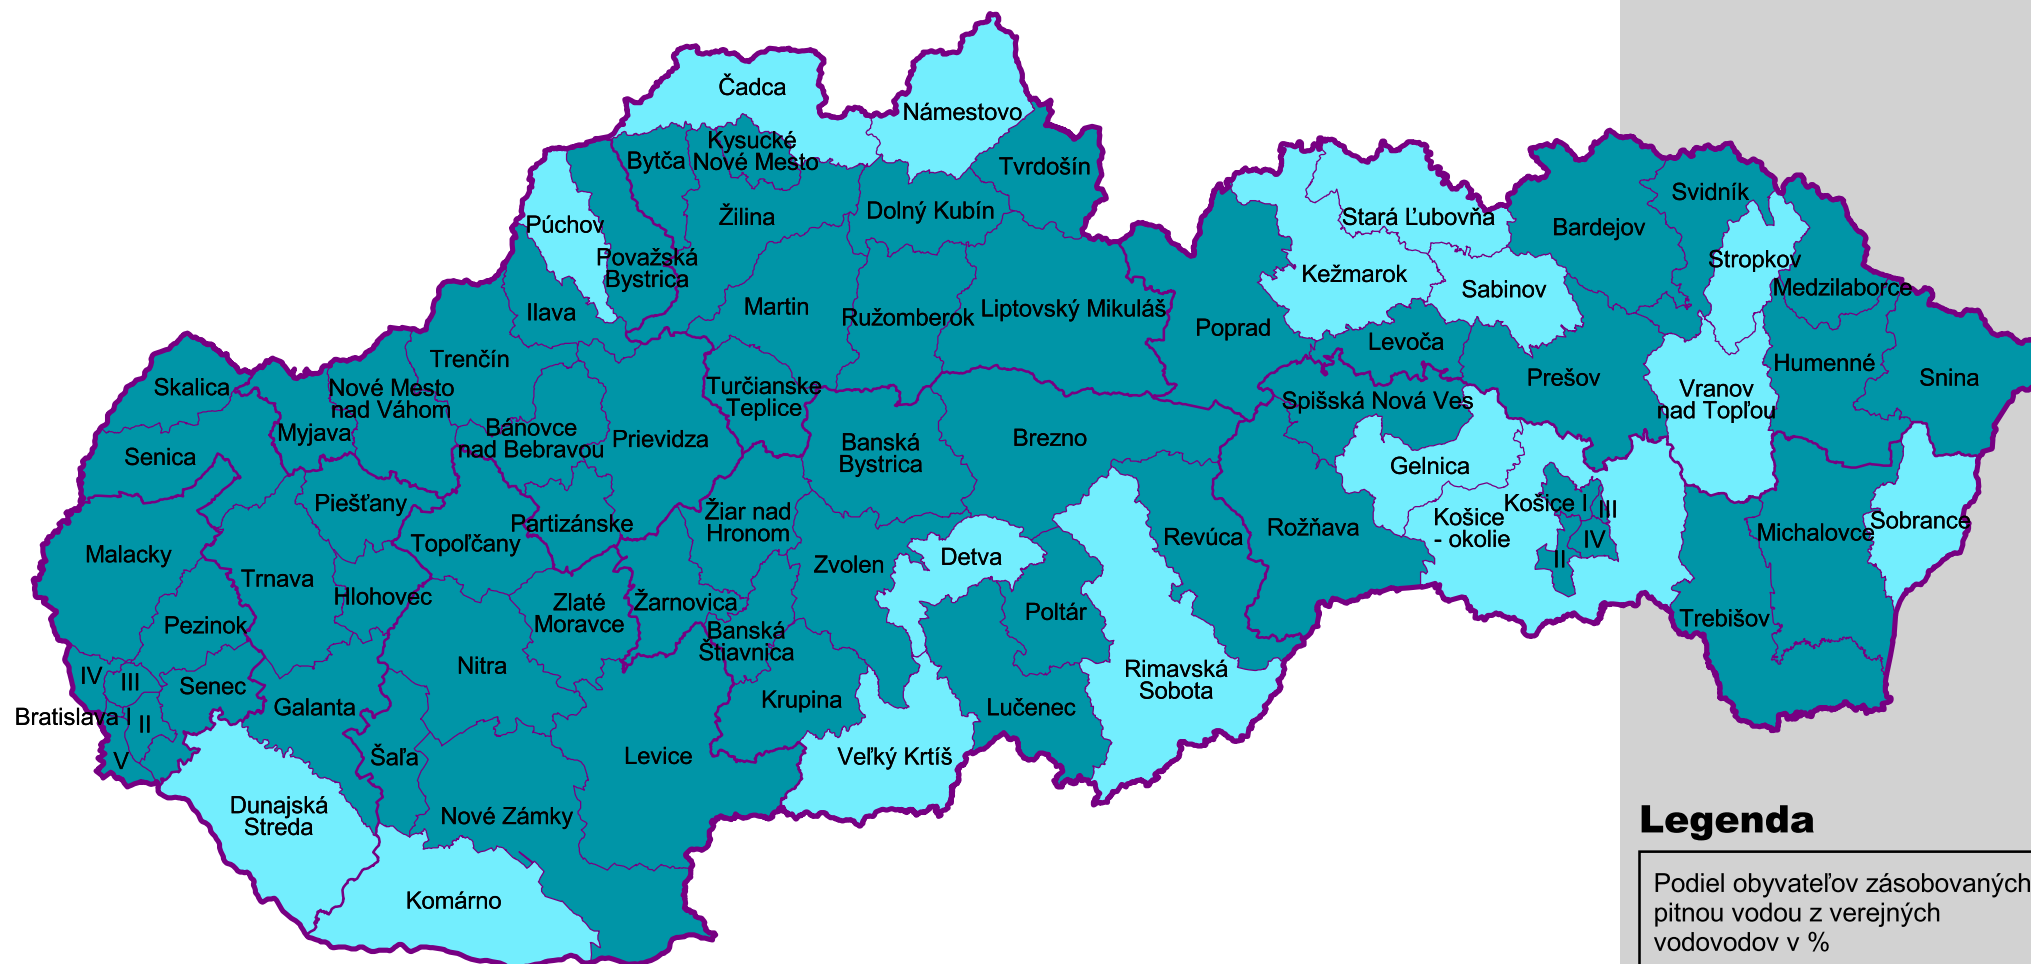 Čadca
Námestovo
Kysucké
Nové Mesto
Bytča
Tvrdošín
Svidník
Púchov
Žilina
Dolný Kubín
Stará Ľubovňa
Bardejov
Považská
Bystrica
Stropkov
Kežmarok
Sabinov
Medzilaborce
Ilava
Martin
Ružomberok
Liptovský Mikuláš
Poprad
Levoča
Trenčín
Skalica
Nové Mesto
nad Váhom
Turčianske
Teplice
Prešov
Vranov
nad Topľou
Humenné
Snina
Spišská Nová Ves
Myjava
Bánovce
nad Bebravou
Prievidza
Banská
Bystrica
Brezno
Senica
Gelnica
Piešťany
Partizánske
Žiar nad
Hronom
Košice I
III
Košice
- okolie
IV
II
Rožňava
Revúca
Michalovce
Sobrance
Malacky
Topoľčany
Trnava
Zvolen
Detva
Hlohovec
Zlaté
Moravce
Žarnovica
Poltár
Trebišov
Pezinok
Banská
Štiavnica
Nitra
Rimavská
Sobota
IV
III
Senec
Galanta
Krupina
Lučenec
Bratislava I
II
V
Šaľa
Levice
Veľký Krtíš
Dunajská
Streda
Nové Zámky
Komárno
Legenda
Podiel obyvateľov zásobovaných
pitnou vodou z verejných
vodovodov v %